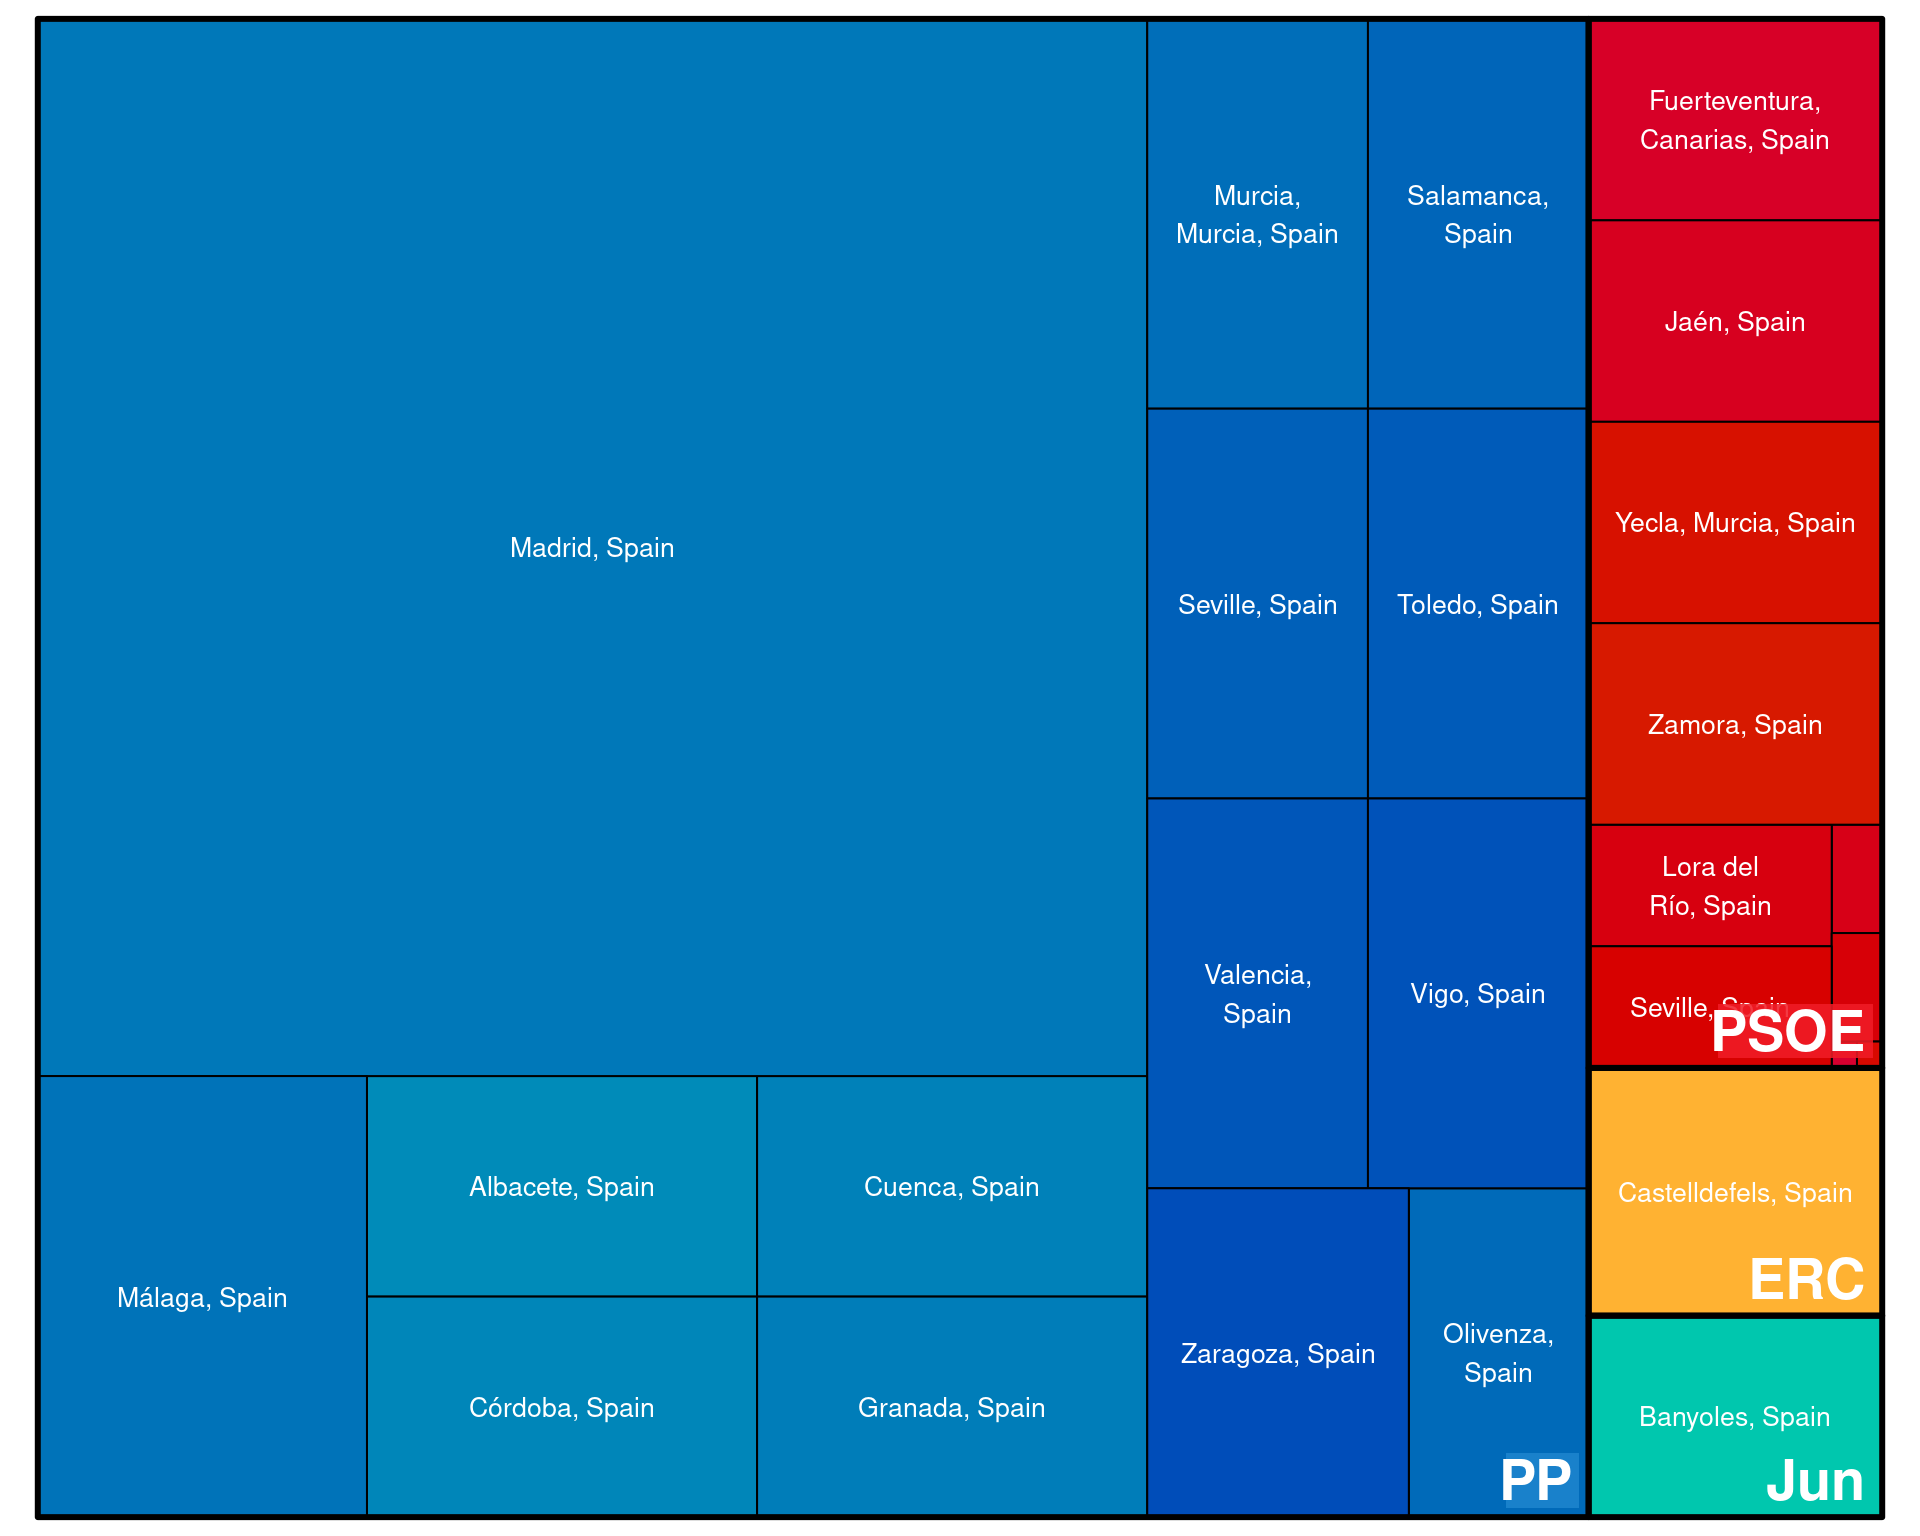 Madrid, Spain
Málaga, Spain
Albacete, Spain
Cuenca, Spain
Córdoba, Spain
Granada, Spain
Murcia,
Murcia, Spain
Salamanca,
Spain
Seville, Spain
Toledo, Spain
Valencia,
Spain
Vigo, Spain
Zaragoza, Spain
Olivenza,
Spain
PP
Fuerteventura,
Canarias, Spain
Jaén, Spain
Yecla, Murcia, Spain
Zamora, Spain
Lora del
Río, Spain
Seville, Spain
PSOE
Castelldefels, Spain
ERC
Banyoles, Spain
Jun